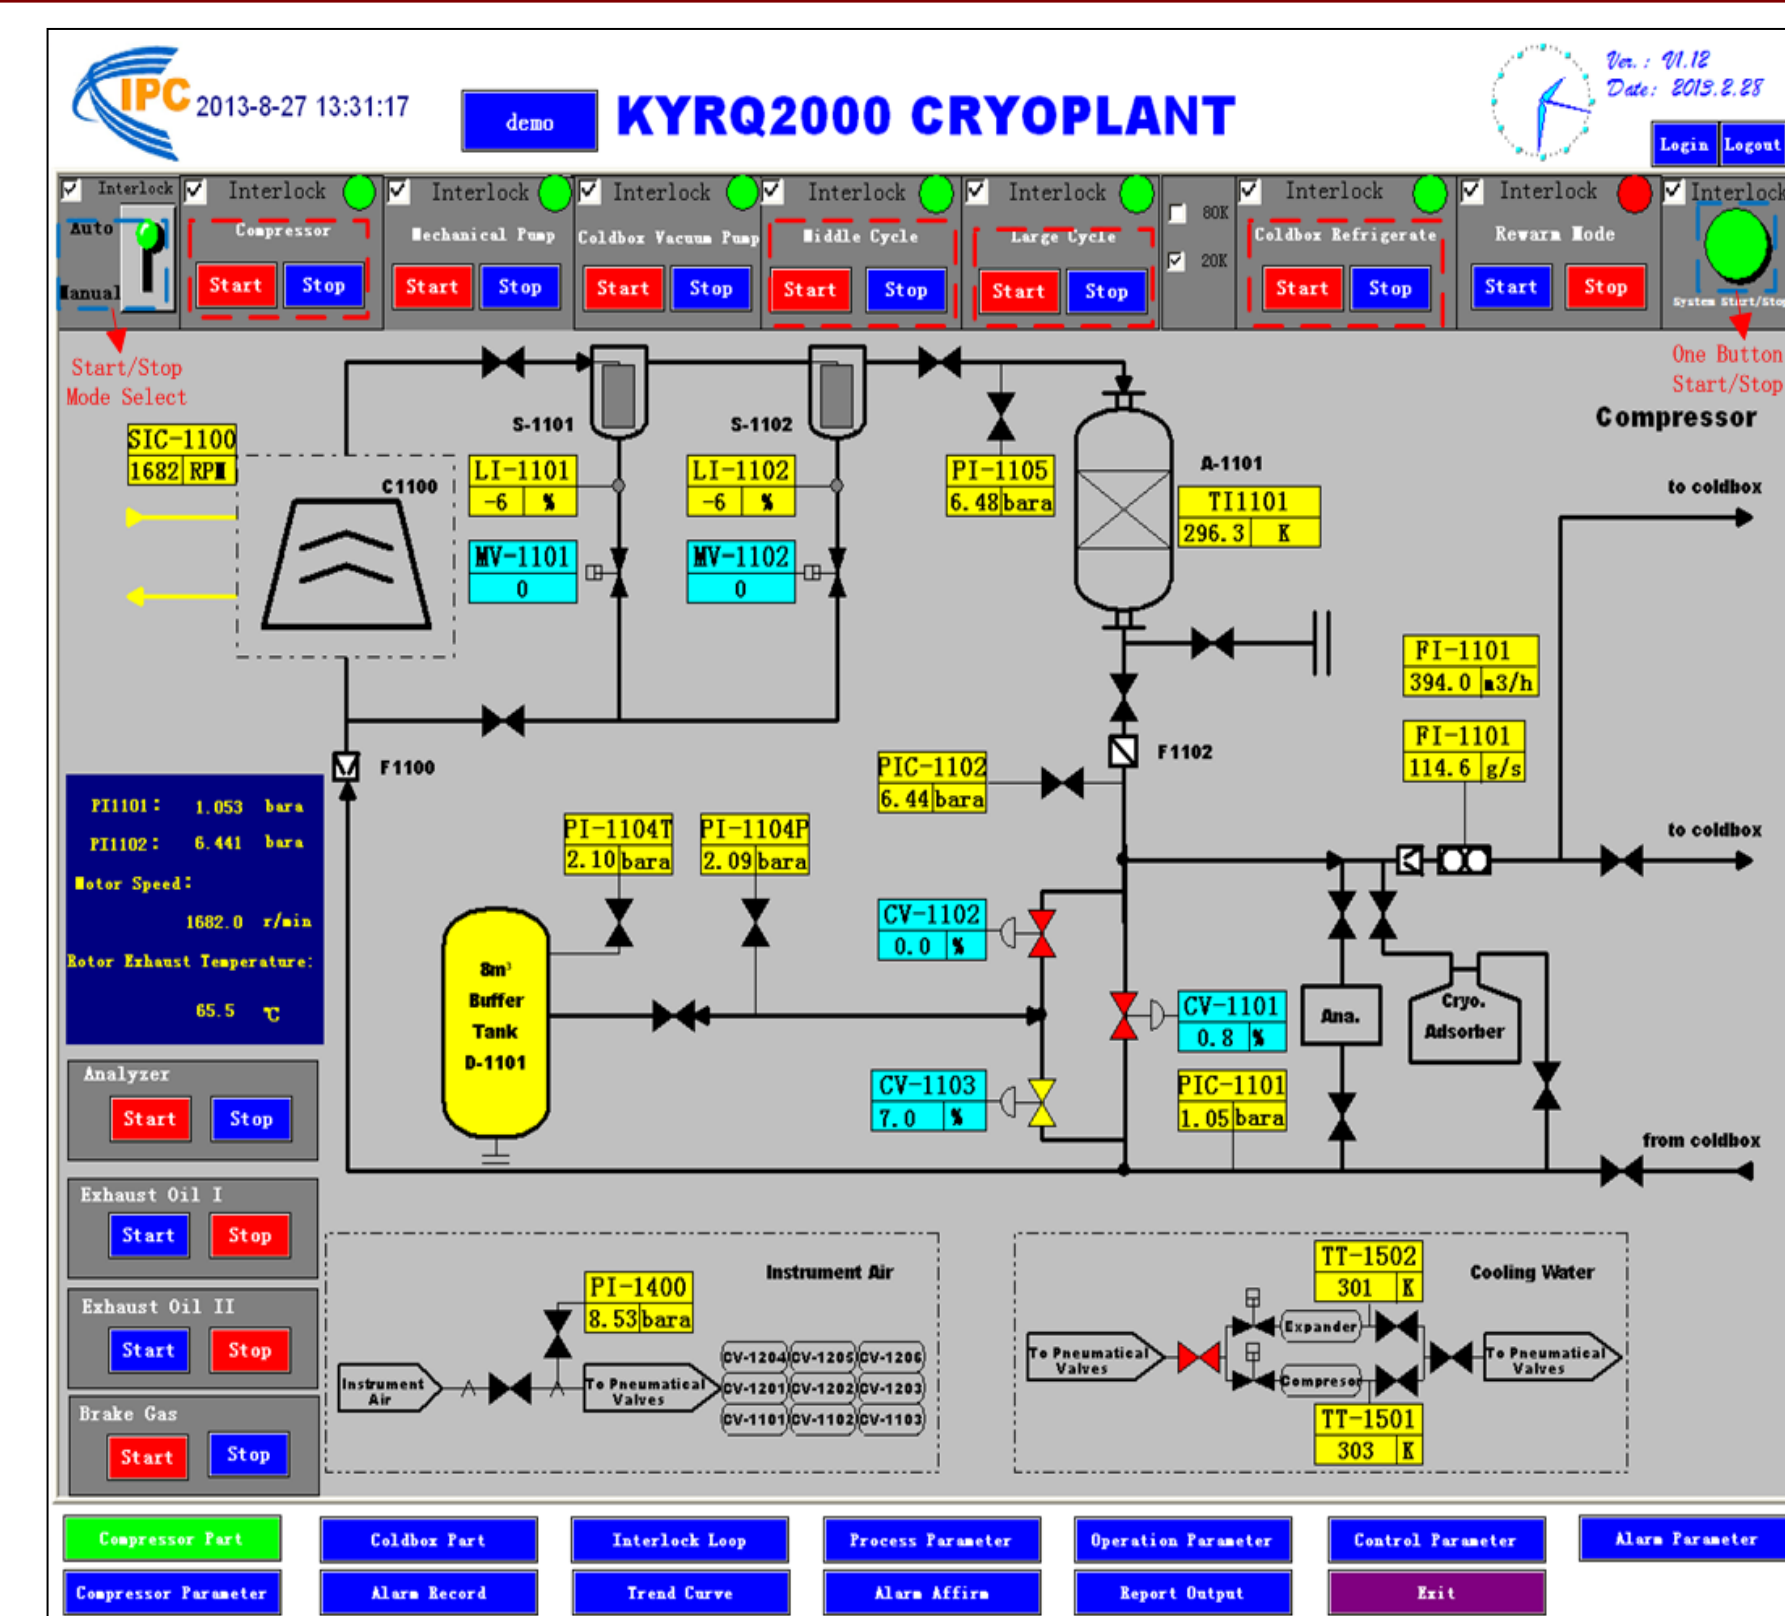 IPC 2013-8-27 13:31:17
demo
KYRQ2000 CRYOPLANT
Ver. : V1.12
Date: 2013.2.28
Login Logout
Interlock Interlock Interlock Interlock Interlock Interlock Interlock Interlock Interlock
Auto
Manual
Compressor
Start Stop
Mechanical Pump
Start Stop
Coldbox Vacuum Pump
Start Stop
Middle Cycle
Start Stop
Large Cycle
Start Stop
80K
20K
Coldbox Refrigerate
Start Stop
Rewarm Mode
Start Stop
System Start/Stop
Start/Stop
Mode Select
One Button
Start/Stop
Compressor
SIC-1100
1682 RPM
C1100
S-1101
S-1102
LI-1101
-6 %
LI-1102
-6 %
MV-1101
0
MV-1102
0
PI-1105
6.48 bara
A-1101
TI1101
296.3 K
to coldbox
FI-1101
394.0 m3/h
FI-1101
114.6 g/s
F1100
F1102
PIC-1102
6.44 bara
PI1101: 1.053 bara
PI1102: 6.441 bara
Motor Speed:
1682.0 r/min
Rotor Exhaust Temperature:
65.5 ℃
PI-1104T
2.10 bara
PI-1104P
2.09 bara
to coldbox
CV-1102
0.0 %
8m³
Buffer
Tank
D-1101
CV-1101
0.8 %
Ana.
Cryo.
Adsorber
CV-1103
7.0 %
PIC-1101
1.05 bara
from coldbox
Analyzer
Start Stop
Exhaust Oil I
Start Stop
Exhaust Oil II
Start Stop
Brake Gas
Start Stop
Instrument Air
PI-1400
8.53 bara
Instrument
Air
To Pneumatical
Valves
CV-1204 CV-1205 CV-1206
CV-1201 CV-1202 CV-1203
CV-1101 CV-1102 CV-1103
Cooling Water
TT-1502
301 K
To Pneumatical
Valves
Expander
Compresor
To Pneumatical
Valves
TT-1501
303 K
Compressor Part Coldbox Part Interlock Loop Process Parameter Operation Parameter Control Parameter Alarm Parameter
Compressor Parameter Alarm Record Trend Curve Alarm Affirm Report Output Exit